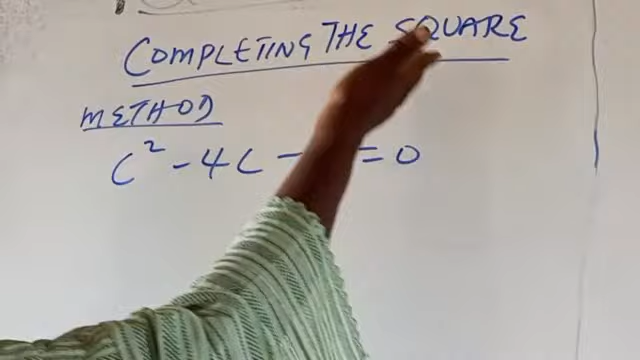 COMPLETING THE SQUARE
METHOD
C² - 4C - = 0